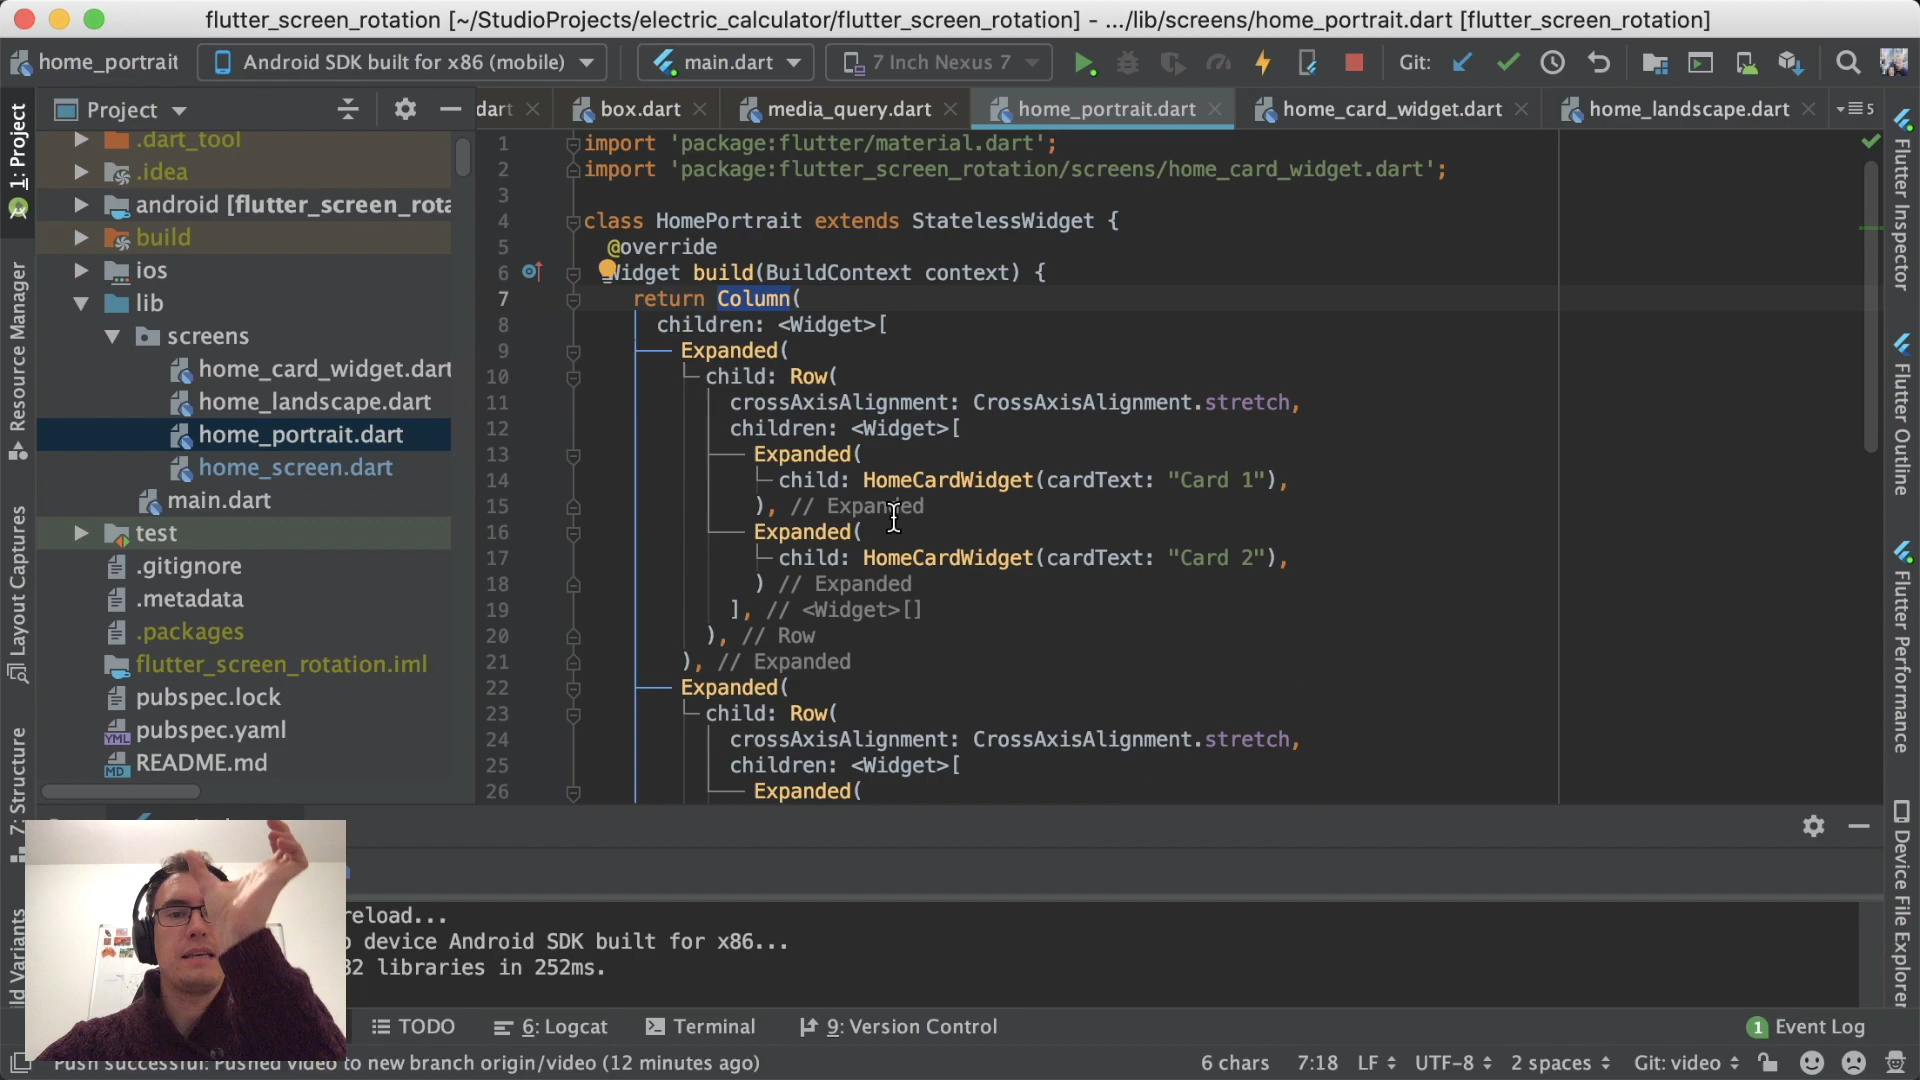 flutter_screen_rotation [~/StudioProjects/electric_calculator/flutter_screen_rotation] - .../lib/screens/home_portrait.dart [flutter_screen_rotation]
home_portrait
Android SDK built for x86 (mobile)
main.dart
7 Inch Nexus 7
Git:
1: Project
Resource Manager
Layout Captures
7: Structure
ld Variants
Project
.dart_tool
.idea
android [flutter_screen_rota
build
ios
lib
screens
home_card_widget.dart
home_landscape.dart
home_portrait.dart
home_screen.dart
main.dart
test
.gitignore
.metadata
.packages
flutter_screen_rotation.iml
pubspec.lock
pubspec.yaml
README.md
dart
box.dart
media_query.dart
home_portrait.dart
home_card_widget.dart
home_landscape.dart
5
1 import 'package:flutter/material.dart';
2 import 'package:flutter_screen_rotation/screens/home_card_widget.dart';
3
4 class HomePortrait extends StatelessWidget {
5 @override
6 Widget build(BuildContext context) {
7 return Column(
8 children: <Widget>[
9 Expanded(
10 child: Row(
11 crossAxisAlignment: CrossAxisAlignment.stretch,
12 children: <Widget>[
13 Expanded(
14 child: HomeCardWidget(cardText: "Card 1"),
15 ), // Expanded
16 Expanded(
17 child: HomeCardWidget(cardText: "Card 2"),
18 ) // Expanded
19 ], // <Widget>[]
20 ), // Row
21 ), // Expanded
22 Expanded(
23 child: Row(
24 crossAxisAlignment: CrossAxisAlignment.stretch,
25 children: <Widget>[
26 Expanded(
Flutter Inspector
Flutter Outline
Flutter Performance
Device File Explorer
reload...
o device Android SDK built for x86...
32 libraries in 252ms.
TODO
6: Logcat
Terminal
9: Version Control
1 Event Log
Push successful: Pushed video to new branch origin/video (12 minutes ago)
6 chars
7:18
LF
UTF-8
2 spaces
Git: video